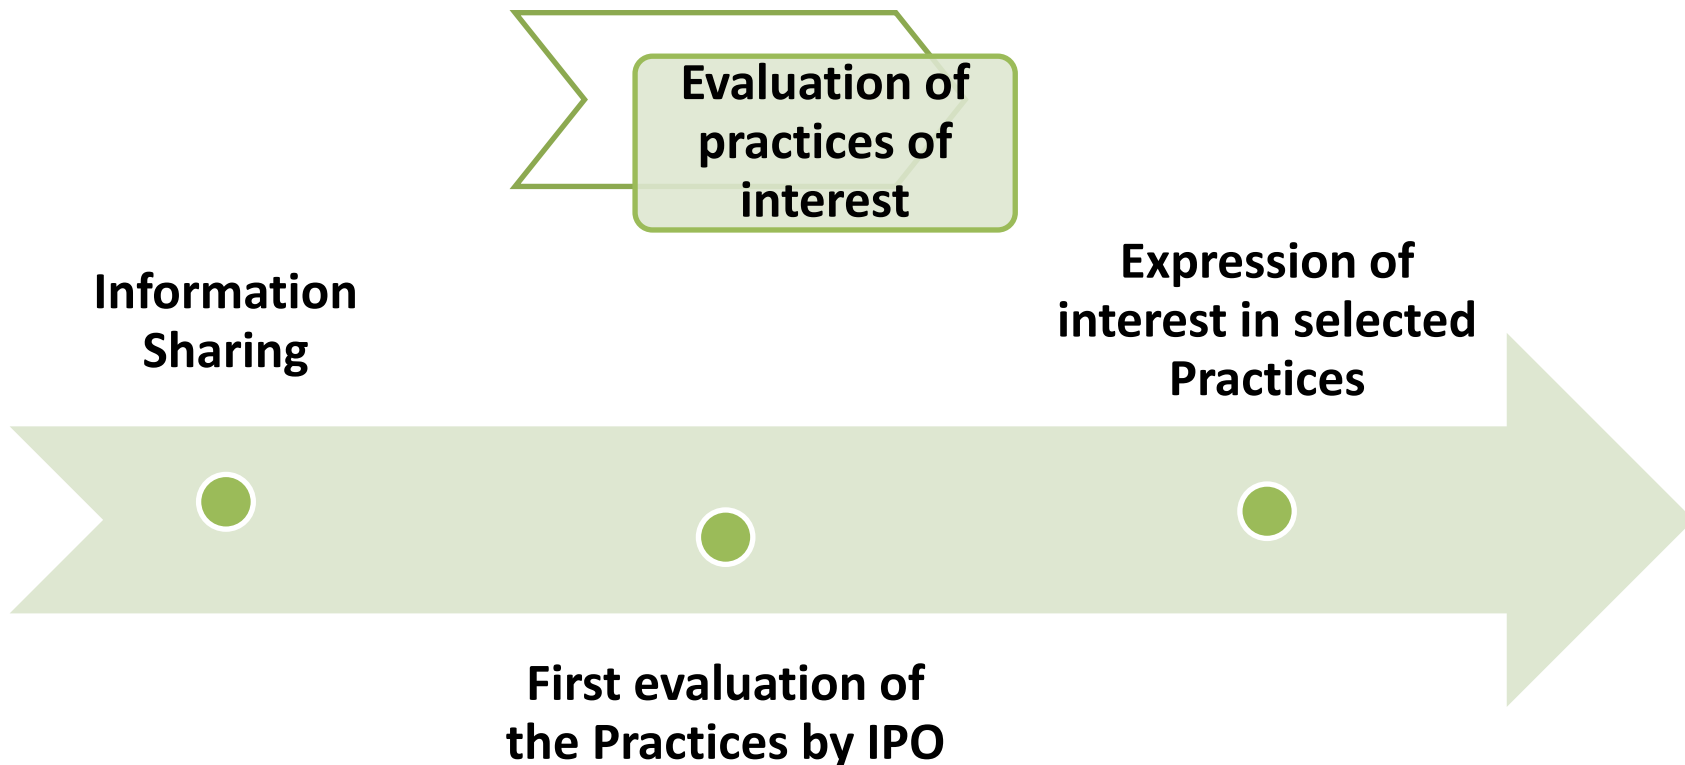 Evaluation of
practices of
interest
Information
Sharing
Expression of
interest in selected
Practices
First evaluation of
the Practices by IPO